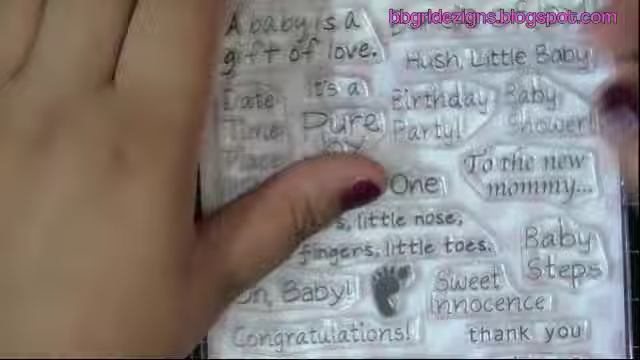 bbgrldezigns.blogspot.com
A baby is a
gift of love.
Hush, Little Baby
Date
Time
Place
It's a
Birthday
Party!
Baby
Shower!
Pure
Joy
One
To the new
mommy...
little nose,
fingers, little toes.
Baby
Steps
Oh, Baby!
Sweet
Innocence
Congratulations!
thank you